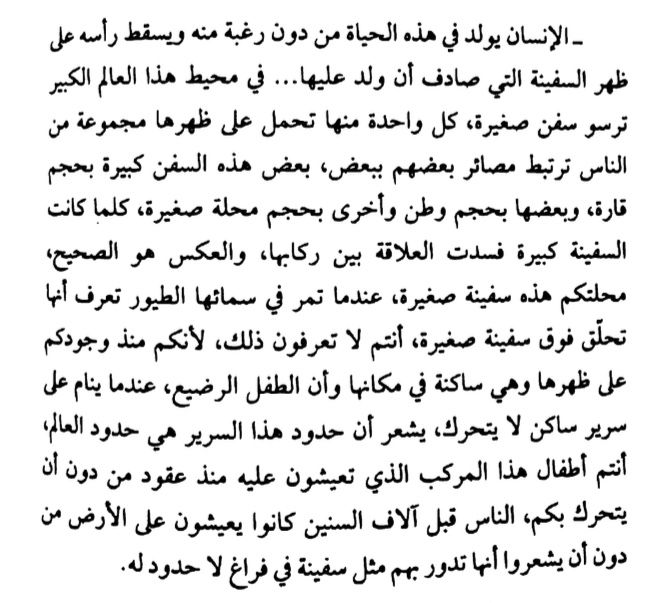 ـ الإنسان يولد في هذه الحياة من دون رغبة منه ويسقط رأسه على
ظهر السفينة التي صادف أن ولد عليها... في محيط هذا العالم الكبير
ترسو سفن صغيرة، كل واحدة منها تحمل على ظهرها مجموعة من
الناس ترتبط مصائر بعضهم ببعض، بعض هذه السفن كبيرة بحجم
قارة، وبعضها بحجم وطن وأخرى بحجم محلة صغيرة، كلما كانت
السفينة كبيرة فسدت العلاقة بين ركابها، والعكس هو الصحيح،
محلتكم هذه سفينة صغيرة، عندما تمر في سمائها الطيور تعرف أنها
تحلّق فوق سفينة صغيرة، أنتم لا تعرفون ذلك، لأنكم منذ وجودكم
على ظهرها وهي ساكنة في مكانها وأن الطفل الرضيع، عندما ينام على
سرير ساكن لا يتحرك، يشعر أن حدود هذا السرير هي حدود العالم،
أنتم أطفال هذا المركب الذي تعيشون عليه منذ عقود من دون أن
يتحرك بكم، الناس قبل آلاف السنين كانوا يعيشون على الأرض من
دون أن يشعروا أنها تدور بهم مثل سفينة في فراغ لا حدود له.